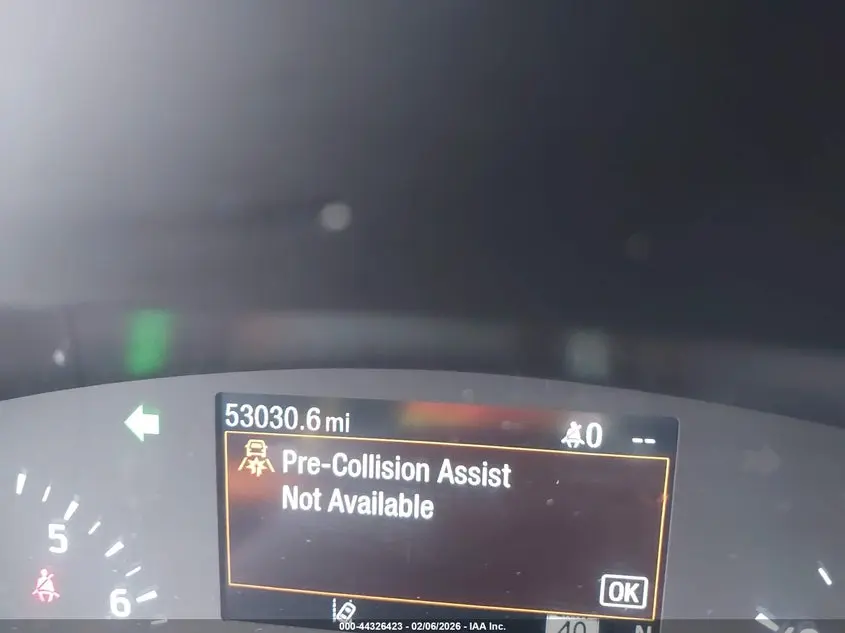 53030.6 mi
0 --
Pre-Collision Assist
Not Available
5
OK
6
40
N
000-44326423 - 02/06/2026 - IAA Inc.